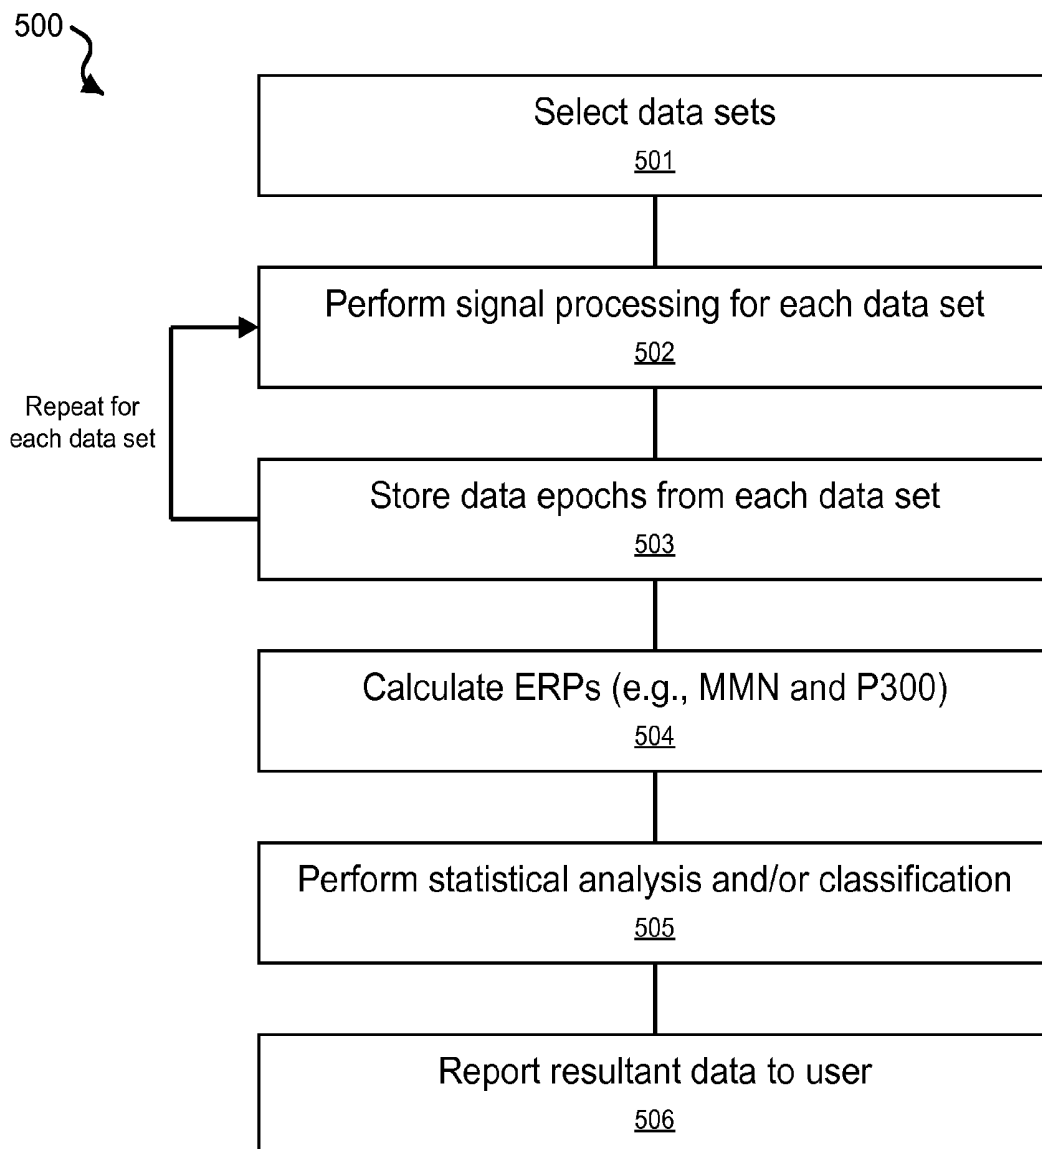 500
Select data sets
501
Perform signal processing for each data set
502
Repeat for
each data set
Store data epochs from each data set
503
Calculate ERPs (e.g., MMN and P300)
504
Perform statistical analysis and/or classification
505
Report resultant data to user
506